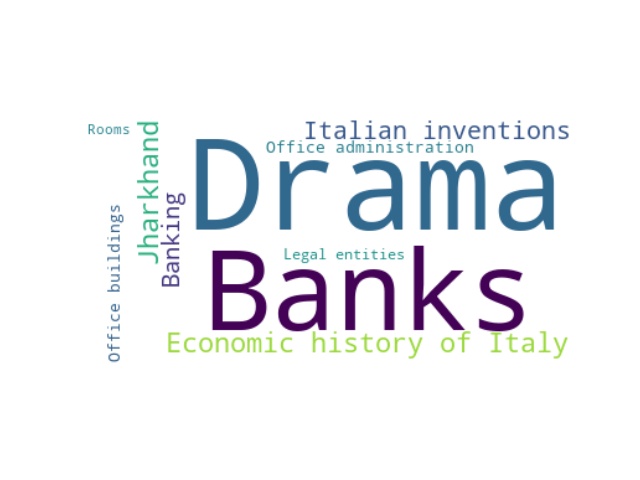 Rooms
Italian inventions
Office administration
Drama
Jharkhand
Banking
Office buildings
Legal entities
Banks
Economic history of Italy